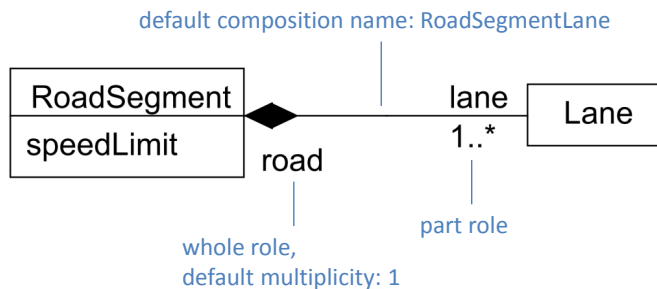 default composition name: RoadSegmentLane
RoadSegment
speedLimit
road
lane
1..*
Lane
whole role,
default multiplicity: 1
part role